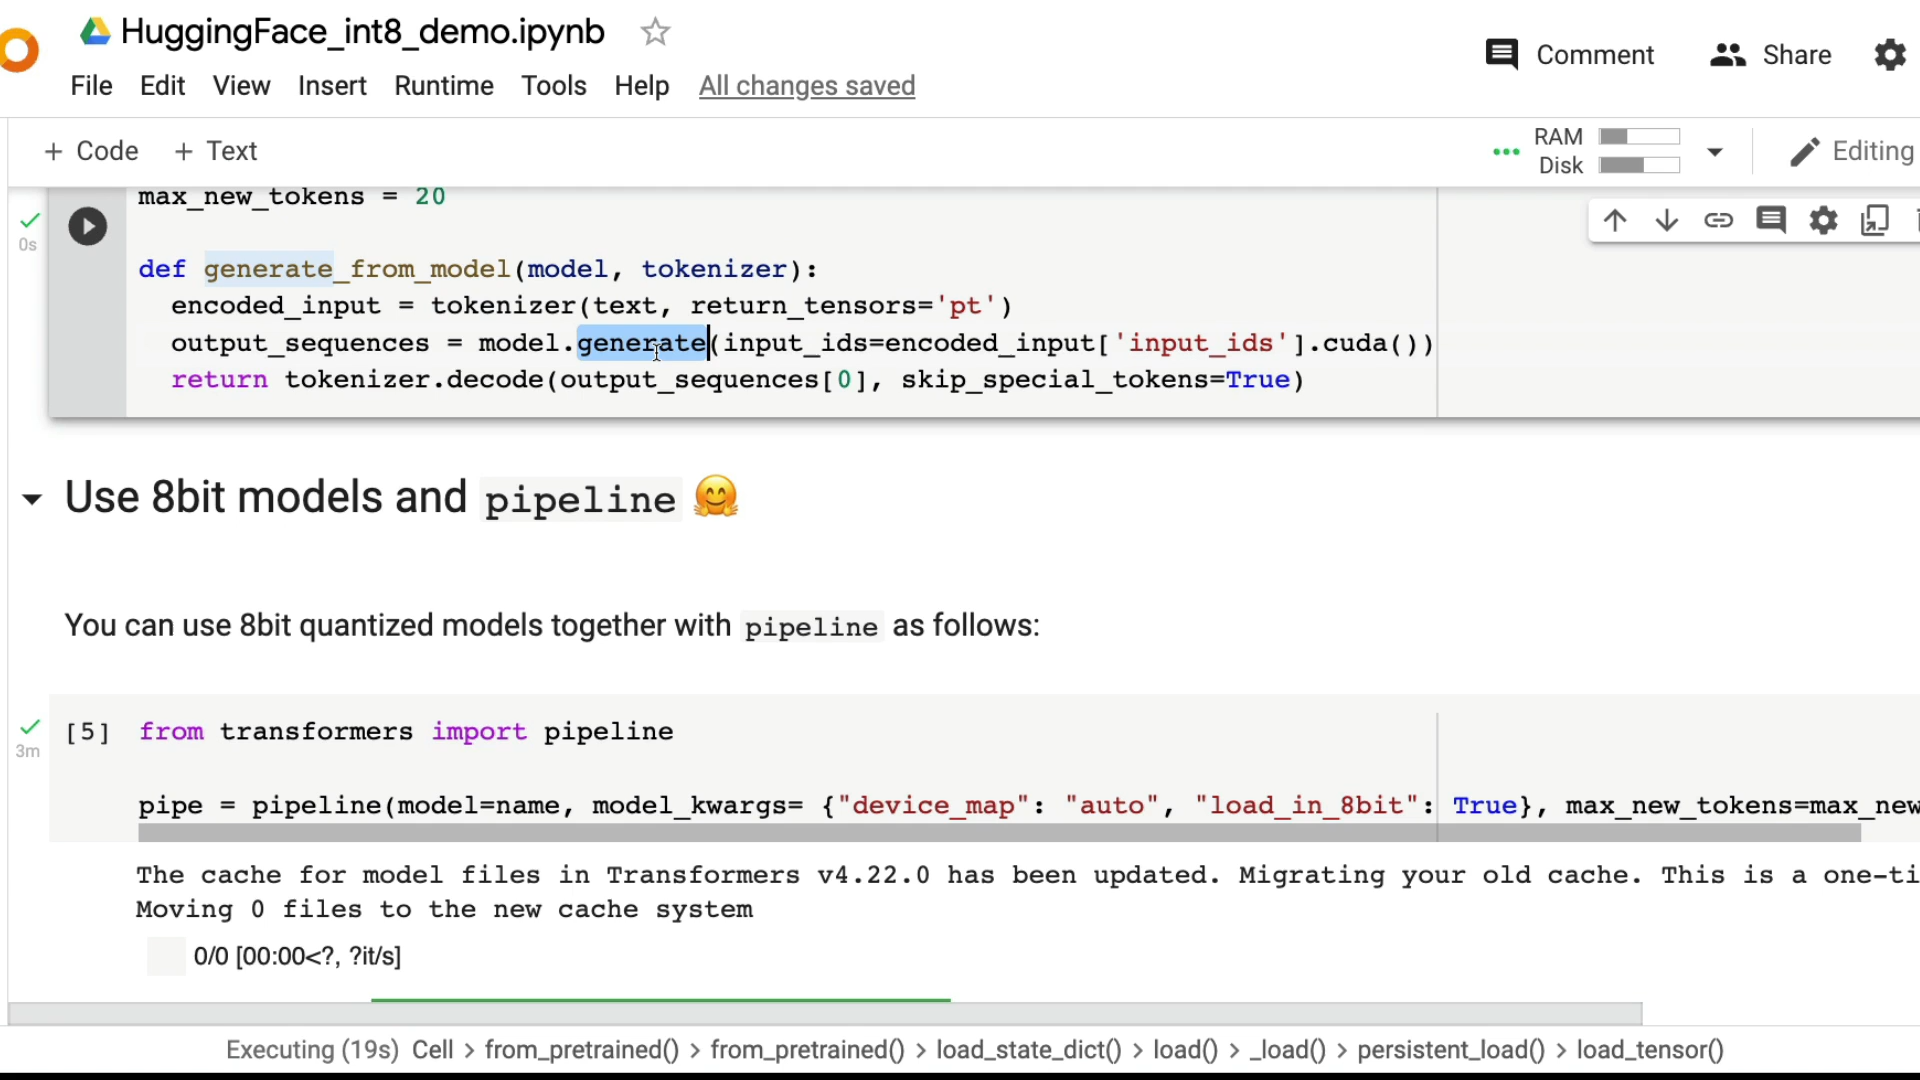 HuggingFace_int8_demo.ipynb
File Edit View Insert Runtime Tools Help All changes saved
Comment Share
+ Code + Text
RAM
Disk
Editing
max_new_tokens = 20
0s
def generate_from_model(model, tokenizer):
encoded_input = tokenizer(text, return_tensors='pt')
output_sequences = model.generate(input_ids=encoded_input['input_ids'].cuda())
return tokenizer.decode(output_sequences[0], skip_special_tokens=True)
Use 8bit models and pipeline 🤗
You can use 8bit quantized models together with pipeline as follows:
3m
[5] from transformers import pipeline
pipe = pipeline(model=name, model_kwargs= {"device_map": "auto", "load_in_8bit": True}, max_new_tokens=max_new
The cache for model files in Transformers v4.22.0 has been updated. Migrating your old cache. This is a one-ti
Moving 0 files to the new cache system
0/0 [00:00<?, ?it/s]
Executing (19s) Cell > from_pretrained() > from_pretrained() > load_state_dict() > load() > _load() > persistent_load() > load_tensor()